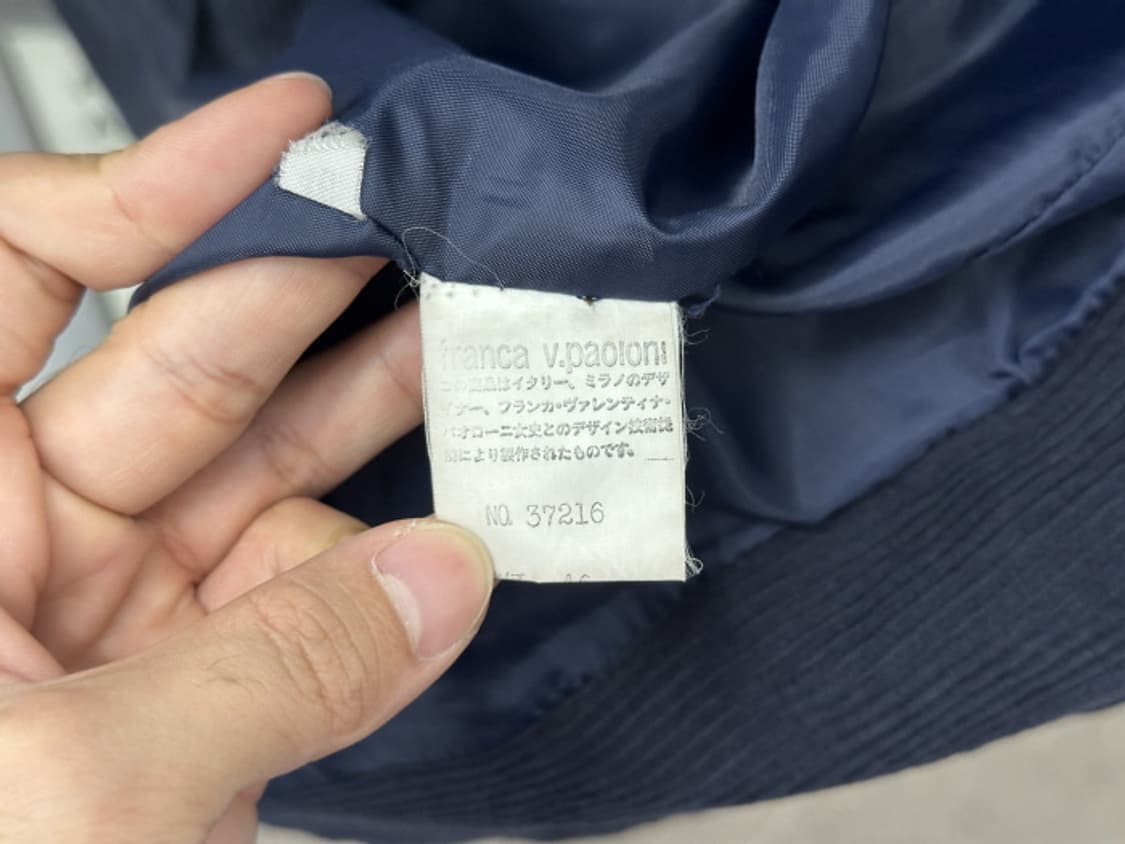 franca v.paoloni
この商品はイタリー、ミラノのデザ
イナー、フランカ・ヴァレンティナ・
パオローニ女史とのデザイン技術提
携により製作されたものです。
NO. 37216